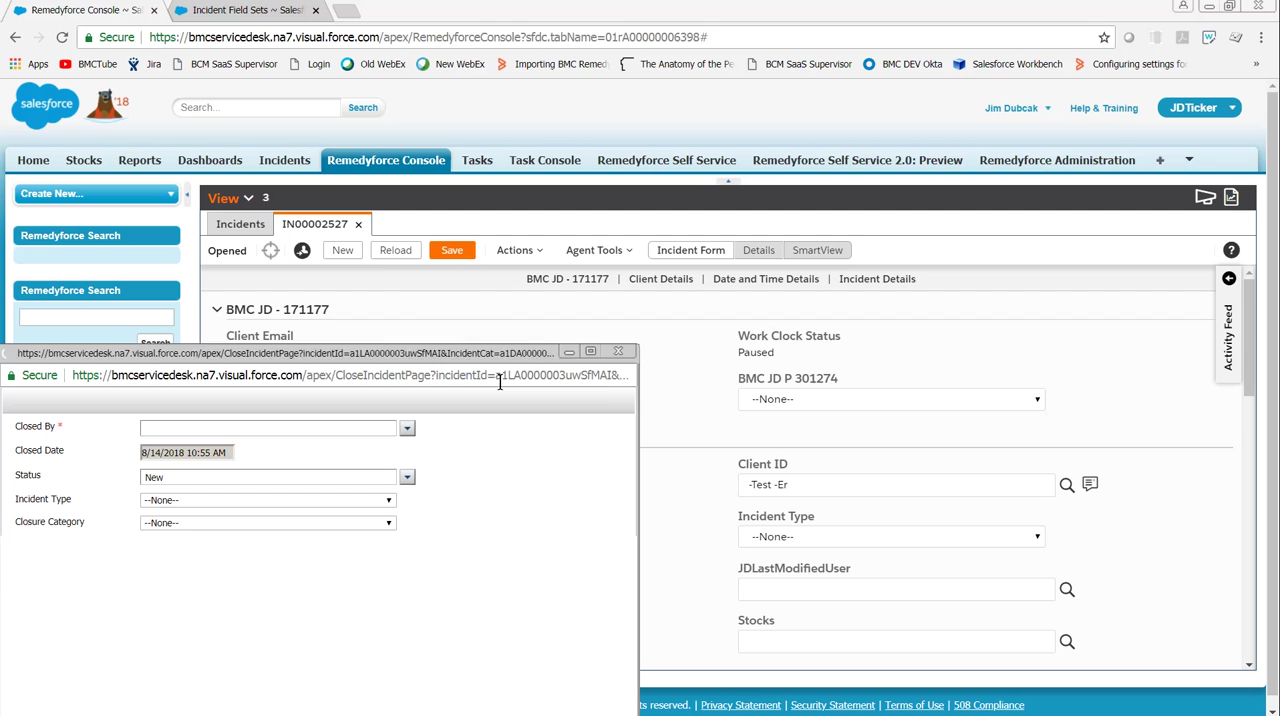 Remedyforce Console ~ Sa
Incident Field Sets ~ Salesf
Secure
https://bmcservicedesk.na7.visual.force.com/apex/RemedyforceConsole?sfdc.tabName=01rA00000006398#
Apps
BMCTube
Jira
BCM SaaS Supervisor
Login
Old WebEx
New WebEx
Importing BMC Remed
The Anatomy of the Pe
BCM SaaS Supervisor
BMC DEV Okta
Salesforce Workbench
Configuring settings fo
salesforce
'18
Search...
Search
Jim Dubcak
Help & Training
JDTicker
Home
Stocks
Reports
Dashboards
Incidents
Remedyforce Console
Tasks
Task Console
Remedyforce Self Service
Remedyforce Self Service 2.0: Preview
Remedyforce Administration
+
Create New...
View
3
Incidents
IN00002527
Remedyforce Search
Opened
New
Reload
Save
Actions
Agent Tools
Incident Form
Details
SmartView
?
BMC JD - 171177 | Client Details | Date and Time Details | Incident Details
Remedyforce Search
BMC JD - 171177
Activity Feed
Client Email
Work Clock Status
Paused
Search
https://bmcservicedesk.na7.visual.force.com/apex/CloseIncidentPage?incidentId=a1LA0000003uwSfMAI&IncidentCat=a1DA00000...
Secure
https://bmcservicedesk.na7.visual.force.com/apex/CloseIncidentPage?incidentId=a1LA0000003uwSfMAI&...
BMC JD P 301274
--None--
Closed By *
Closed Date
8/14/2018 10:55 AM
Status
New
Incident Type
--None--
Closure Category
--None--
Client ID
-Test -Er
Incident Type
--None--
JDLastModifiedUser
Stocks
ts reserved. | Privacy Statement | Security Statement | Terms of Use | 508 Compliance